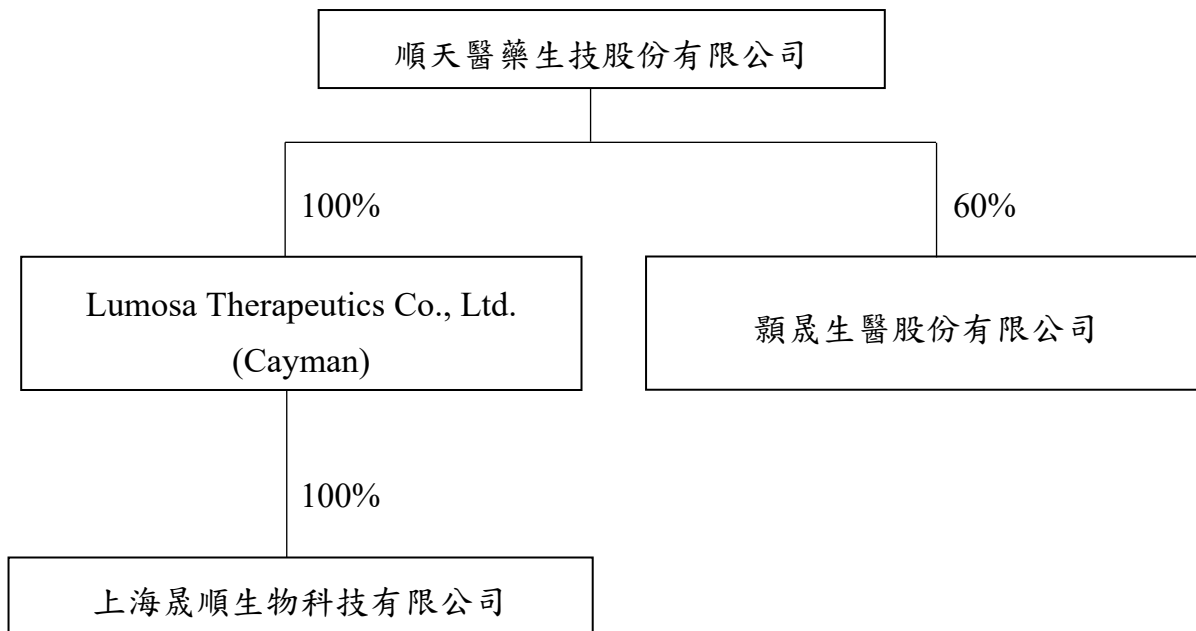 順天醫藥生技股份有限公司
100%
60%
Lumosa Therapeutics Co., Ltd.
(Cayman)
顥晟生醫股份有限公司
100%
上海晟順生物科技有限公司